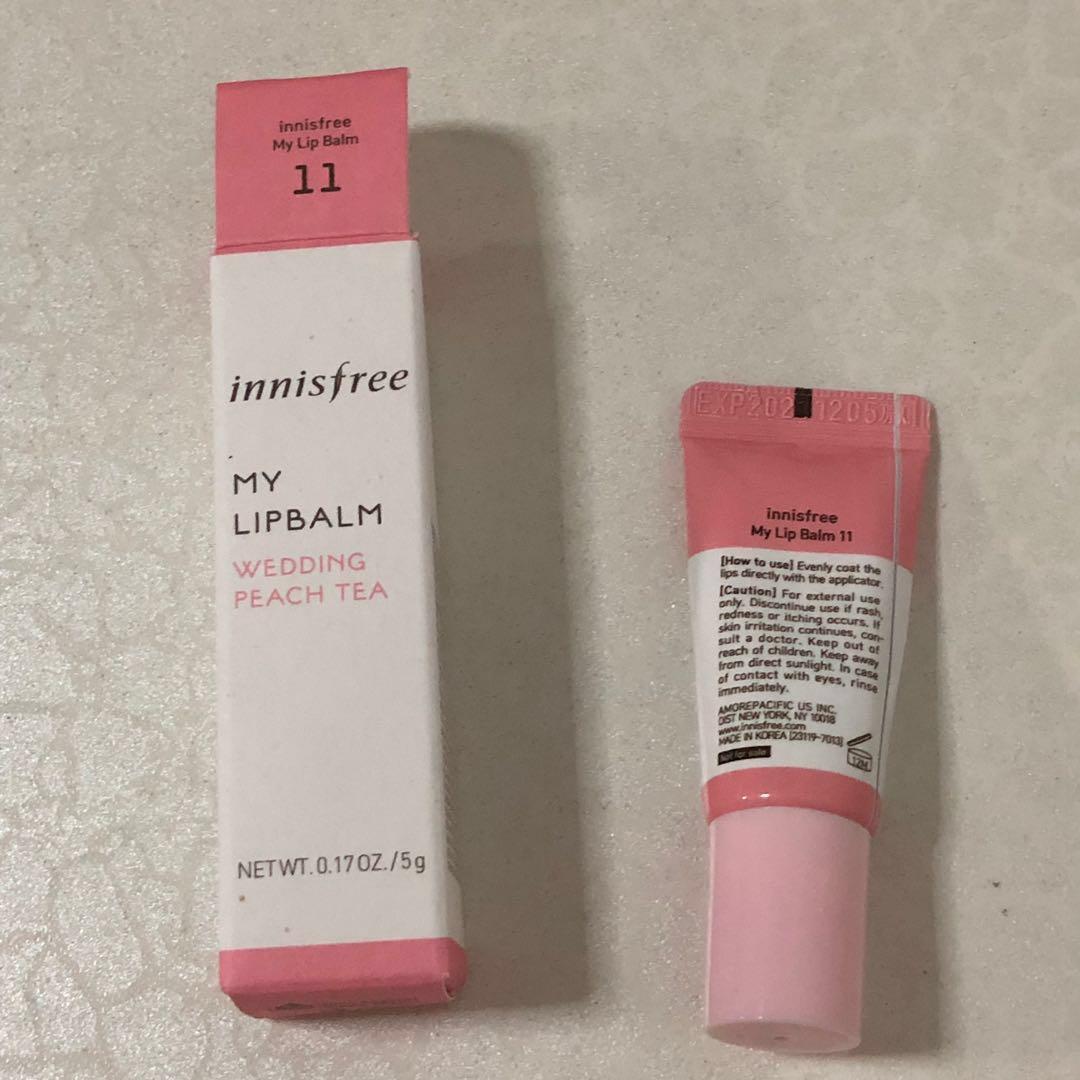 innisfree
My Lip Balm
11
innisfree
MY
LIPBALM
WEDDING
PEACH TEA
NET WT. 0.17 OZ./5g
innisfree
My Lip Balm 11
[How to use] Evenly coat the
lips directly with the applicator.
[Caution] For external use
only. Discontinue use if rash,
redness or itching occurs. If
skin irritation continues, con-
sult a doctor. Keep out of
reach of children. Keep away
from direct sunlight. In case
of contact with eyes, rinse
immediately.
AMOREPACIFIC US INC.
DIST NEW YORK, NY 10018
www.innisfree.com
MADE IN KOREA [23119-7013]
Not for sale
12M